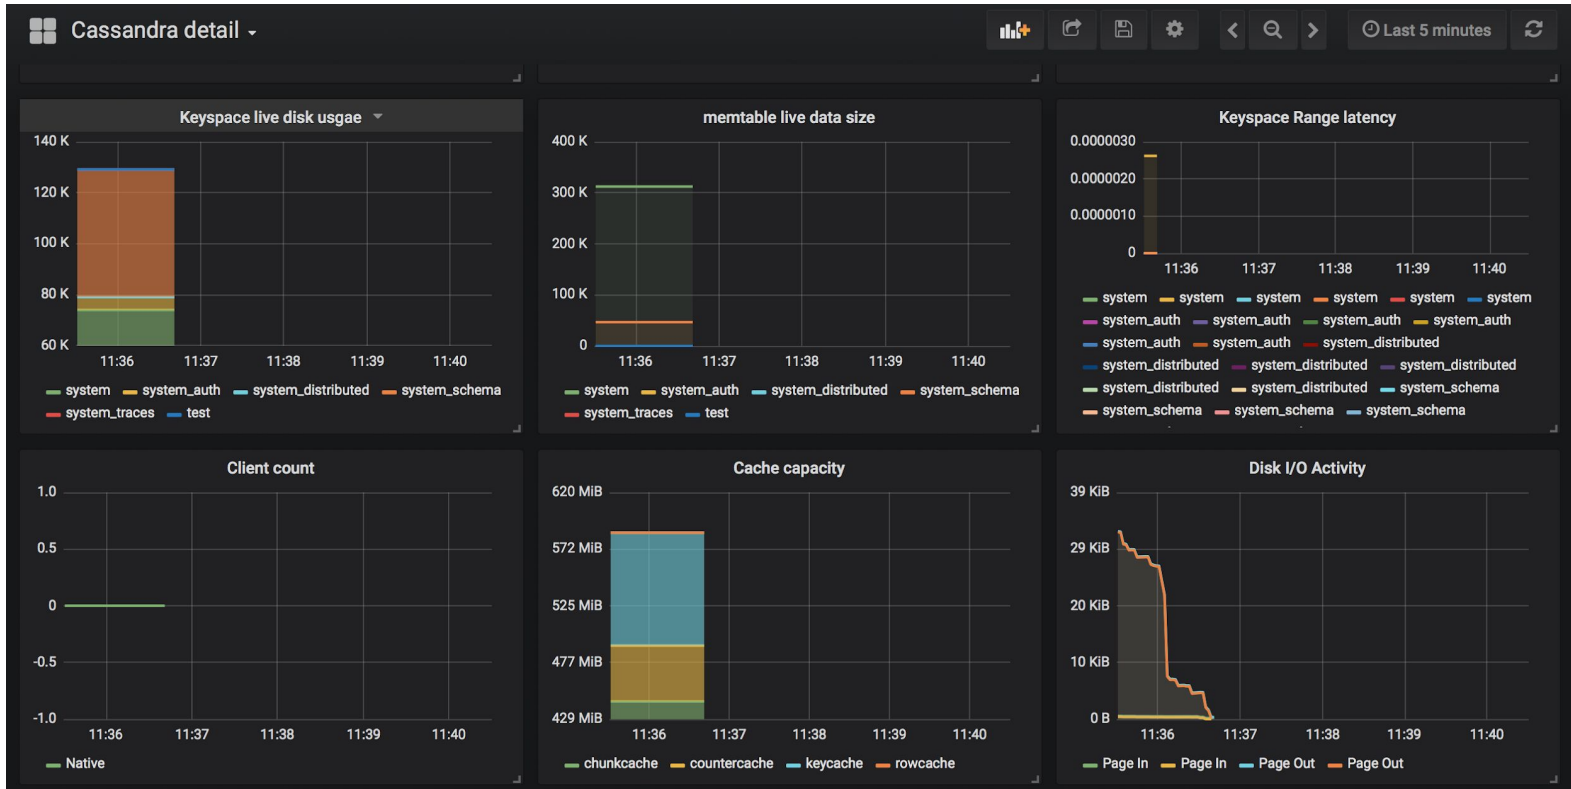 Cassandra detail
Last 5 minutes
Keyspace live disk usgae
140 K
120 K
100 K
80 K
60 K
11:36 11:37 11:38 11:39 11:40
system system_auth system_distributed system_schema
system_traces test
memtable live data size
400 K
300 K
200 K
100 K
0
11:36 11:37 11:38 11:39 11:40
system system_auth system_distributed system_schema
system_traces test
Keyspace Range latency
0.0000030
0.0000020
0.0000010
0
11:36 11:37 11:38 11:39 11:40
system system system system system system
system_auth system_auth system_auth system_auth
system_auth system_auth system_distributed
system_distributed system_distributed system_distributed
system_distributed system_distributed system_schema
system_schema system_schema system_schema
Client count
1.0
0.5
0
-0.5
-1.0
11:36 11:37 11:38 11:39 11:40
Native
Cache capacity
620 MiB
572 MiB
525 MiB
477 MiB
429 MiB
11:36 11:37 11:38 11:39 11:40
chunkcache countercache keycache rowcache
Disk I/O Activity
39 KiB
29 KiB
20 KiB
10 KiB
0 B
11:36 11:37 11:38 11:39 11:40
Page In Page In Page Out Page Out